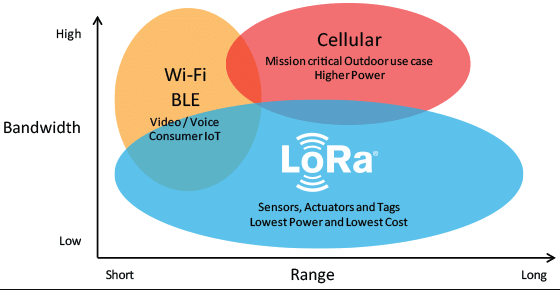 High
Cellular
Mission critical Outdoor use case
Higher Power
Wi-Fi
BLE
Video / Voice
Consumer IoT
Bandwidth
LoRa®
Sensors, Actuators and Tags
Lowest Power and Lowest Cost
Low
Short
Range
Long